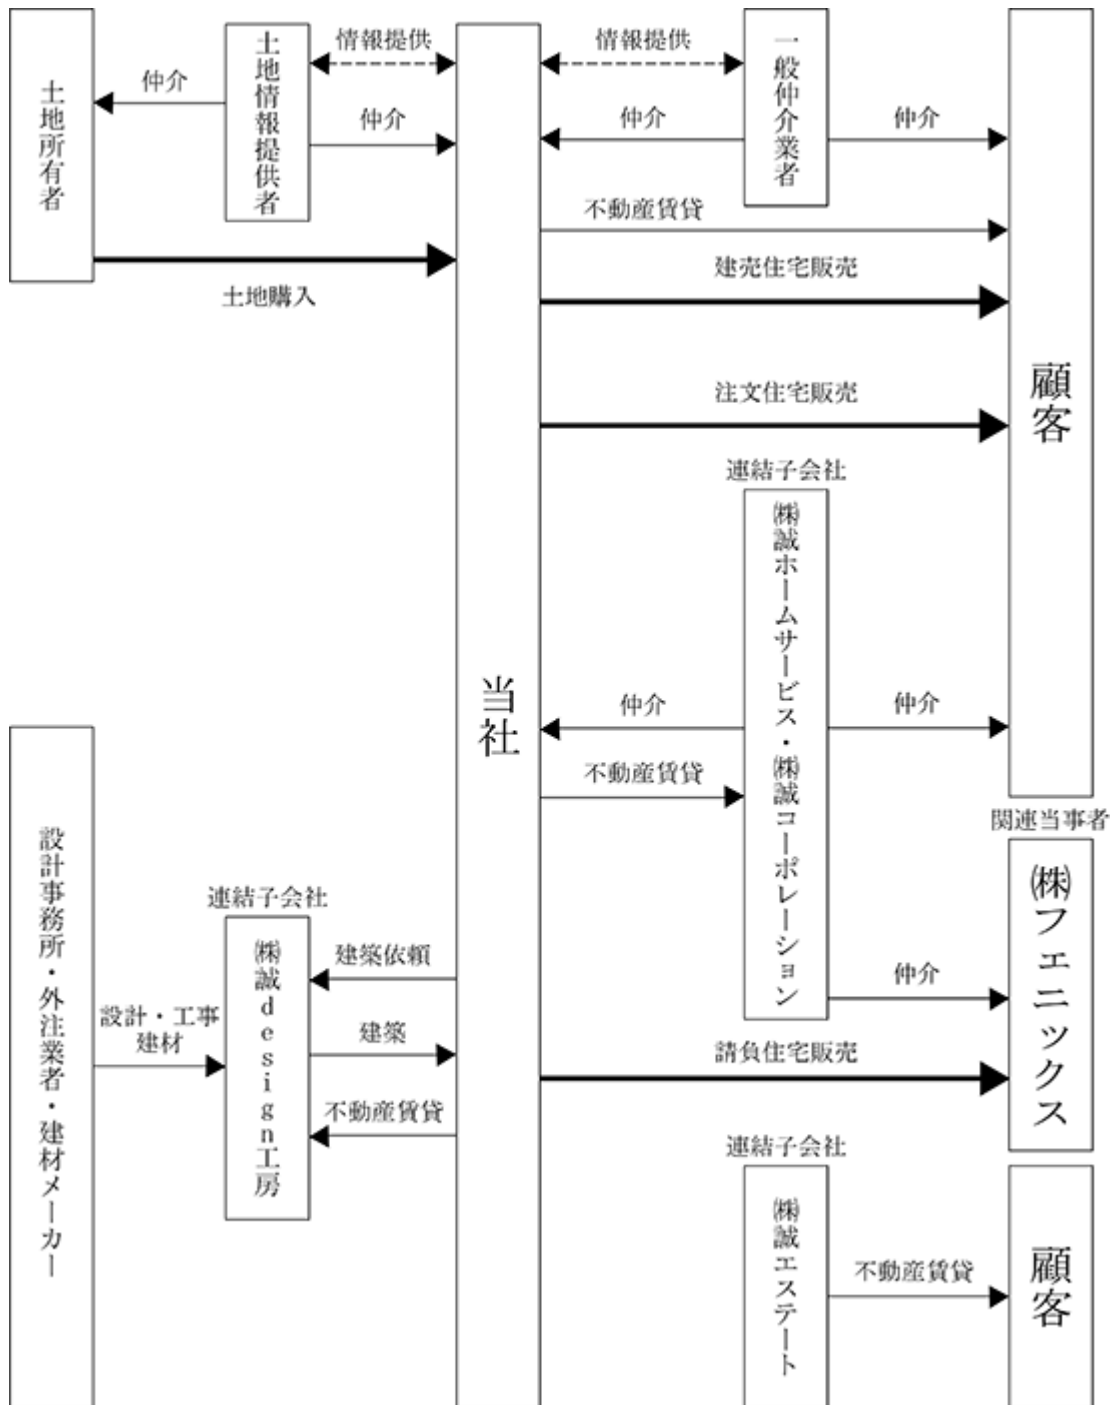 土地所有者
仲介
土地情報提供者
情報提供
仲介
土地購入
当社
情報提供
仲介
一般仲介業者
仲介
不動産賃貸
建売住宅販売
注文住宅販売
顧客
連結子会社
㈱誠ホームサービス・㈱誠コーポレーション
仲介
不動産賃貸
仲介
関連当事者
㈱フェニックス
仲介
請負住宅販売
設計事務所・外注業者・建材メーカー
設計・工事
建材
連結子会社
㈱誠design工房
建築依頼
建築
不動産賃貸
連結子会社
㈱誠エステート
不動産賃貸
顧客